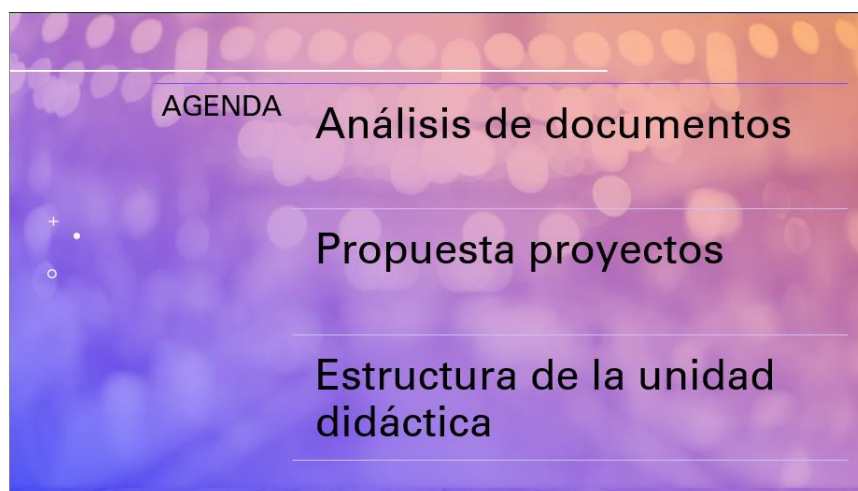 AGENDA
Análisis de documentos
Propuesta proyectos
Estructura de la unidad
didáctica